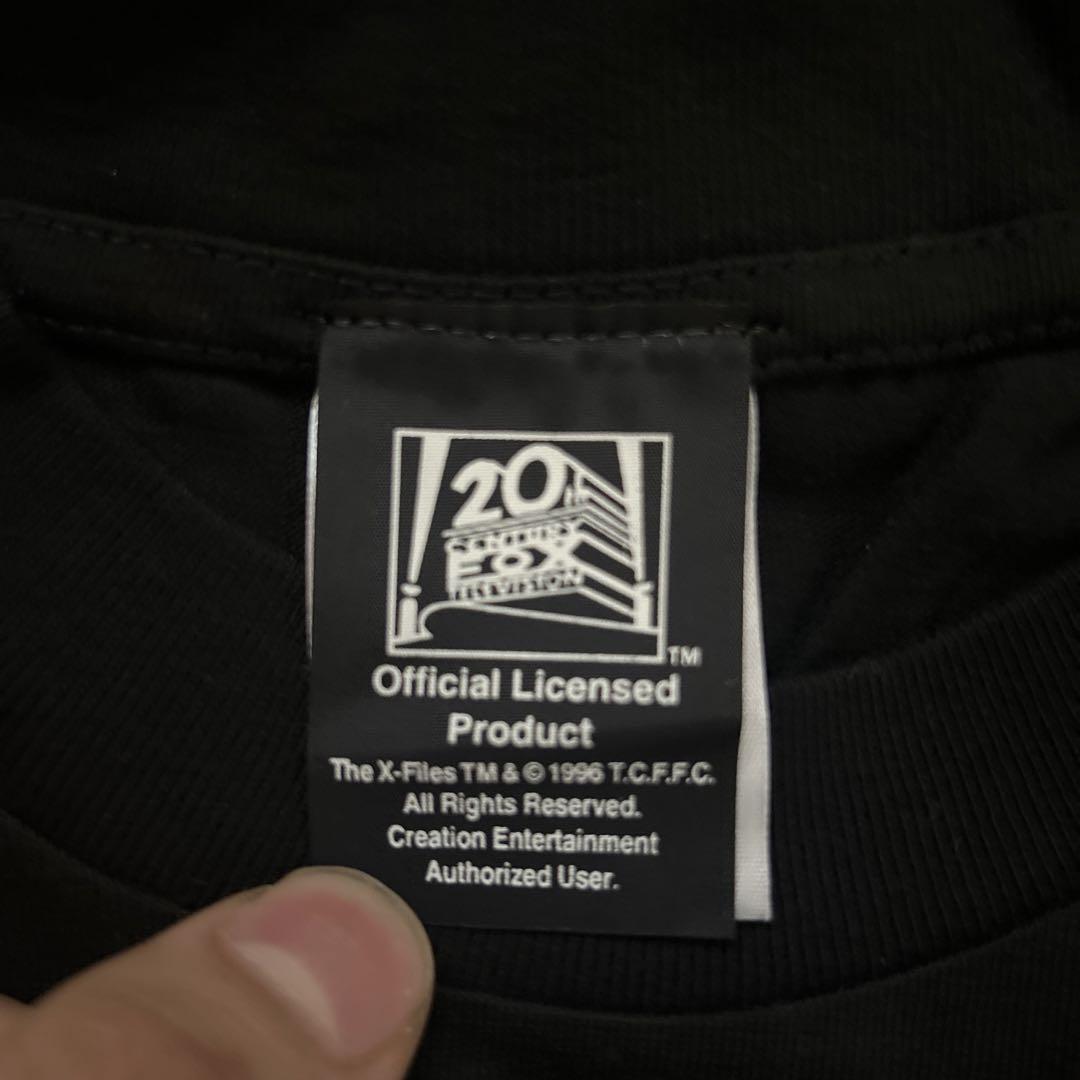 20th
CENTURY
FOX
TELEVISION
TM
Official Licensed
Product
The X-Files TM & © 1996 T.C.F.F.C.
All Rights Reserved.
Creation Entertainment
Authorized User.